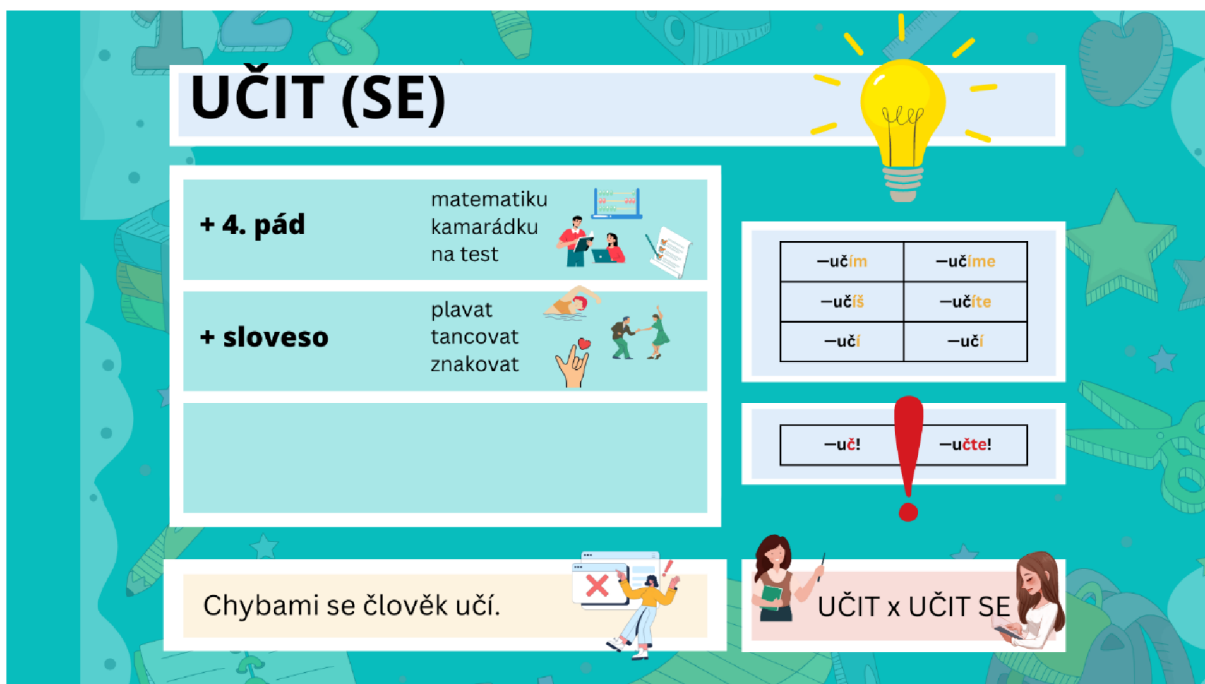 UČIT (SE)
+ 4. pád
matematiku
kamarádku
na test
+ sloveso
plavat
tancovat
znakovat
—učím —učíme
—učíš —učíte
—učí —učí
—uč! —učte!
Chybami se člověk učí.
UČIT x UČIT SE